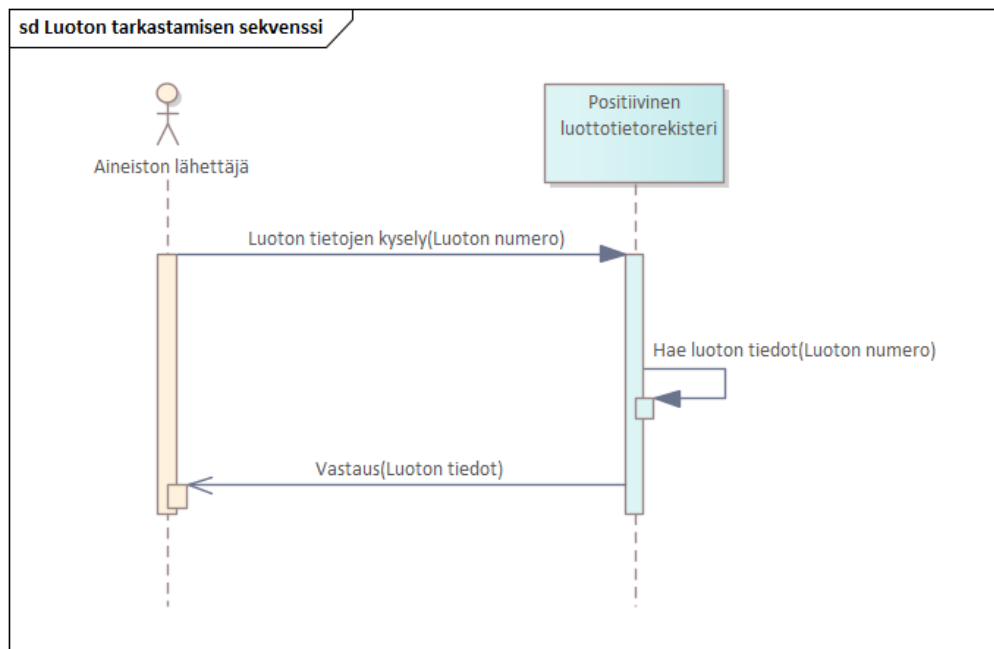 sd Luoton tarkastamisen sekvenssi
Positiivinen
luottotietorekisteri
Aineiston lähettäjä
Luoton tietojen kysely(Luoton numero)
Hae luoton tiedot(Luoton numero)
Vastaus(Luoton tiedot)